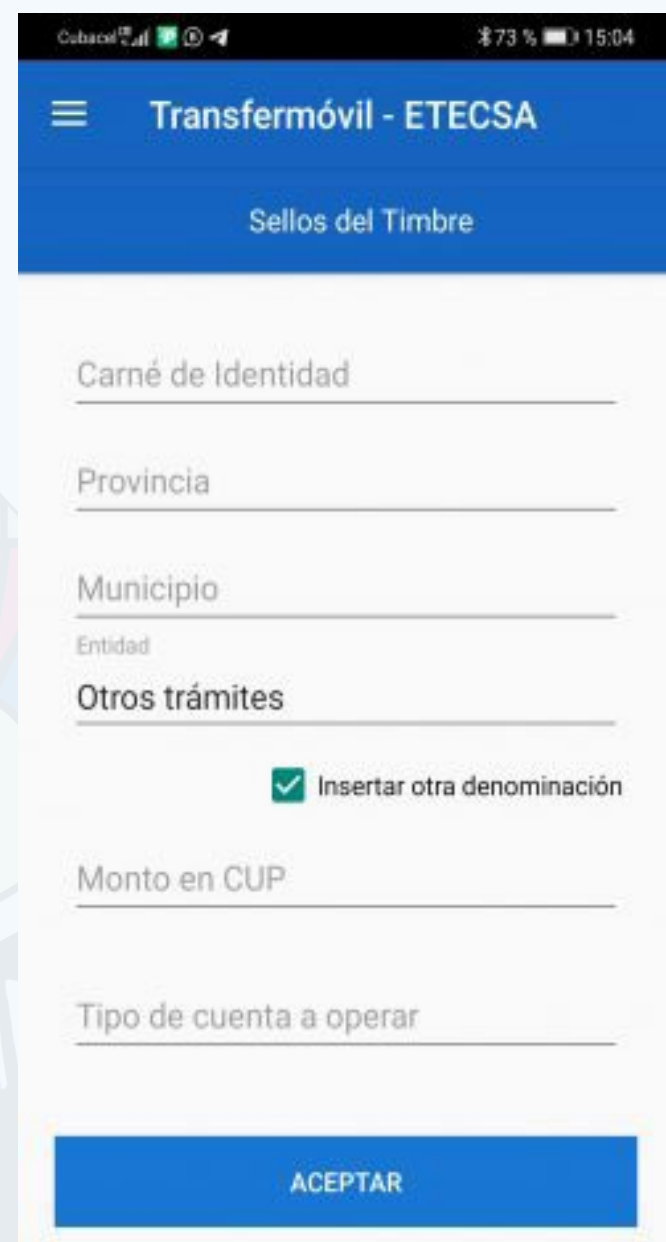 Cubacel 73 % 15:04
Transfermóvil - ETECSA
Sellos del Timbre
Carné de Identidad
Provincia
Municipio
Entidad
Otros trámites
Insertar otra denominación
Monto en CUP
Tipo de cuenta a operar
ACEPTAR